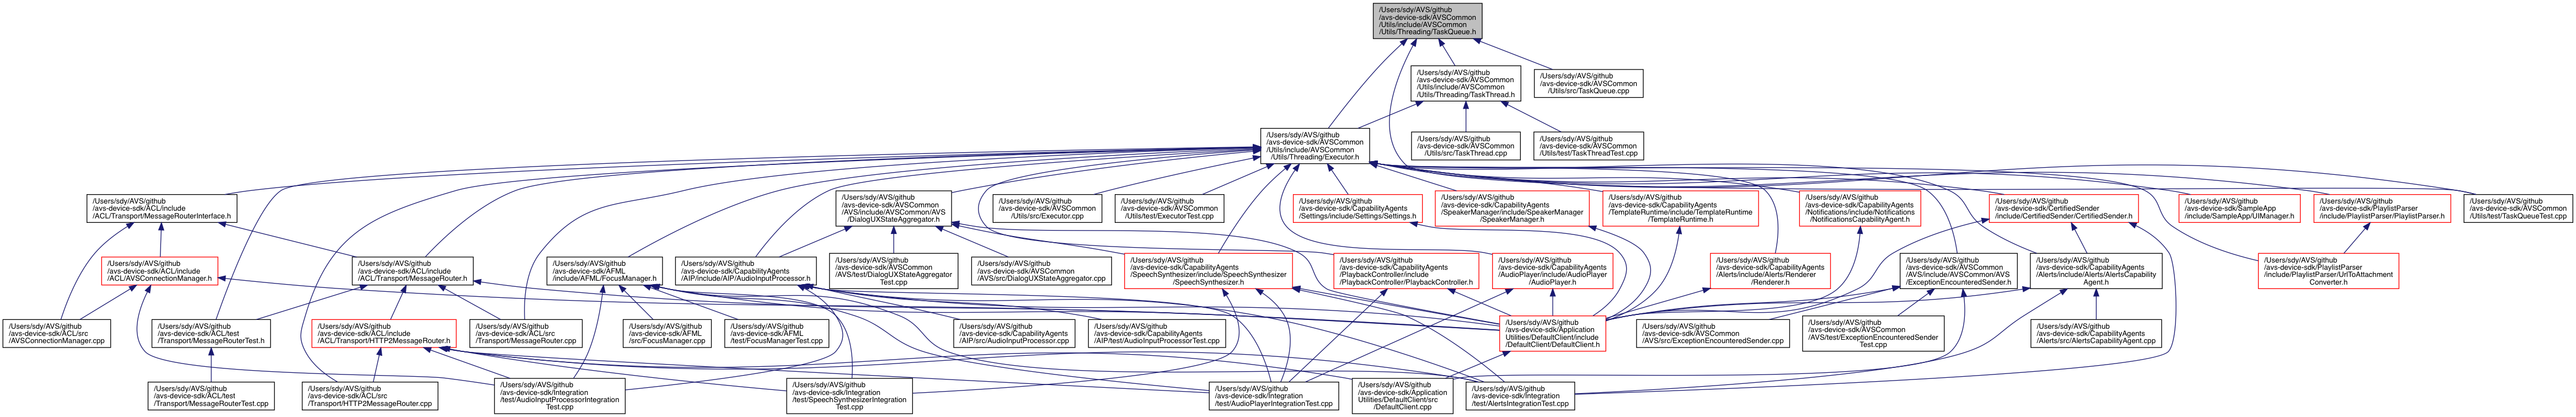 /Users/sdy/AVS/github
/avs-device-sdk/AVSCommon
/Utils/include/AVSCommon
/Utils/Threading/TaskQueue.h
/Users/sdy/AVS/github
/avs-device-sdk/AVSCommon
/Utils/include/AVSCommon
/Utils/Threading/TaskThread.h
/Users/sdy/AVS/github
/avs-device-sdk/AVSCommon
/Utils/src/TaskQueue.cpp
/Users/sdy/AVS/github
/avs-device-sdk/AVSCommon
/Utils/include/AVSCommon
/Utils/Threading/Executor.h
/Users/sdy/AVS/github
/avs-device-sdk/AVSCommon
/Utils/src/TaskThread.cpp
/Users/sdy/AVS/github
/avs-device-sdk/AVSCommon
/Utils/test/TaskThreadTest.cpp
/Users/sdy/AVS/github
/avs-device-sdk/ACL/include
/ACL/Transport/MessageRouterInterface.h
/Users/sdy/AVS/github
/avs-device-sdk/AVSCommon
/AVS/include/AVSCommon/AVS
/DialogUXStateAggregator.h
/Users/sdy/AVS/github
/avs-device-sdk/AVSCommon
/Utils/src/Executor.cpp
/Users/sdy/AVS/github
/avs-device-sdk/AVSCommon
/Utils/test/ExecutorTest.cpp
/Users/sdy/AVS/github
/avs-device-sdk/CapabilityAgents
/Settings/include/Settings/Settings.h
/Users/sdy/AVS/github
/avs-device-sdk/CapabilityAgents
/SpeakerManager/include/SpeakerManager
/SpeakerManager.h
/Users/sdy/AVS/github
/avs-device-sdk/CapabilityAgents
/TemplateRuntime/include/TemplateRuntime
/TemplateRuntime.h
/Users/sdy/AVS/github
/avs-device-sdk/CapabilityAgents
/Notifications/include/Notifications
/NotificationsCapabilityAgent.h
/Users/sdy/AVS/github
/avs-device-sdk/CertifiedSender
/include/CertifiedSender/CertifiedSender.h
/Users/sdy/AVS/github
/avs-device-sdk/SampleApp
/include/SampleApp/UIManager.h
/Users/sdy/AVS/github
/avs-device-sdk/PlaylistParser
/include/PlaylistParser/PlaylistParser.h
/Users/sdy/AVS/github
/avs-device-sdk/AVSCommon
/Utils/test/TaskQueueTest.cpp
/Users/sdy/AVS/github
/avs-device-sdk/ACL/include
/ACL/AVSConnectionManager.h
/Users/sdy/AVS/github
/avs-device-sdk/ACL/include
/ACL/Transport/MessageRouter.h
/Users/sdy/AVS/github
/avs-device-sdk/AFML
/include/AFML/FocusManager.h
/Users/sdy/AVS/github
/avs-device-sdk/CapabilityAgents
/AIP/include/AIP/AudioInputProcessor.h
/Users/sdy/AVS/github
/avs-device-sdk/AVSCommon
/AVS/test/DialogUXStateAggregator
Test.cpp
/Users/sdy/AVS/github
/avs-device-sdk/AVSCommon
/AVS/src/DialogUXStateAggregator.cpp
/Users/sdy/AVS/github
/avs-device-sdk/CapabilityAgents
/SpeechSynthesizer/include/SpeechSynthesizer
/SpeechSynthesizer.h
/Users/sdy/AVS/github
/avs-device-sdk/CapabilityAgents
/PlaybackController/include
/PlaybackController/PlaybackController.h
/Users/sdy/AVS/github
/avs-device-sdk/CapabilityAgents
/AudioPlayer/include/AudioPlayer
/AudioPlayer.h
/Users/sdy/AVS/github
/avs-device-sdk/CapabilityAgents
/Alerts/include/Alerts/Renderer
/Renderer.h
/Users/sdy/AVS/github
/avs-device-sdk/AVSCommon
/AVS/include/AVSCommon/AVS
/ExceptionEncounteredSender.h
/Users/sdy/AVS/github
/avs-device-sdk/CapabilityAgents
/Alerts/include/Alerts/AlertsCapability
Agent.h
/Users/sdy/AVS/github
/avs-device-sdk/PlaylistParser
/include/PlaylistParser/UrlToAttachment
Converter.h
/Users/sdy/AVS/github
/avs-device-sdk/ACL/src
/AVSConnectionManager.cpp
/Users/sdy/AVS/github
/avs-device-sdk/ACL/test
/Transport/MessageRouterTest.h
/Users/sdy/AVS/github
/avs-device-sdk/ACL/include
/ACL/Transport/HTTP2MessageRouter.h
/Users/sdy/AVS/github
/avs-device-sdk/ACL/src
/Transport/MessageRouter.cpp
/Users/sdy/AVS/github
/avs-device-sdk/AFML
/src/FocusManager.cpp
/Users/sdy/AVS/github
/avs-device-sdk/AFML
/test/FocusManagerTest.cpp
/Users/sdy/AVS/github
/avs-device-sdk/CapabilityAgents
/AIP/src/AudioInputProcessor.cpp
/Users/sdy/AVS/github
/avs-device-sdk/CapabilityAgents
/AIP/test/AudioInputProcessorTest.cpp
/Users/sdy/AVS/github
/avs-device-sdk/Application
Utilities/DefaultClient/include
/DefaultClient/DefaultClient.h
/Users/sdy/AVS/github
/avs-device-sdk/AVSCommon
/AVS/src/ExceptionEncounteredSender.cpp
/Users/sdy/AVS/github
/avs-device-sdk/AVSCommon
/AVS/test/ExceptionEncounteredSender
Test.cpp
/Users/sdy/AVS/github
/avs-device-sdk/CapabilityAgents
/Alerts/src/AlertsCapabilityAgent.cpp
/Users/sdy/AVS/github
/avs-device-sdk/ACL/test
/Transport/MessageRouterTest.cpp
/Users/sdy/AVS/github
/avs-device-sdk/ACL/src
/Transport/HTTP2MessageRouter.cpp
/Users/sdy/AVS/github
/avs-device-sdk/Integration
/test/AudioInputProcessorIntegration
Test.cpp
/Users/sdy/AVS/github
/avs-device-sdk/Integration
/test/SpeechSynthesizerIntegration
Test.cpp
/Users/sdy/AVS/github
/avs-device-sdk/Integration
/test/AudioPlayerIntegrationTest.cpp
/Users/sdy/AVS/github
/avs-device-sdk/Application
Utilities/DefaultClient/src
/DefaultClient.cpp
/Users/sdy/AVS/github
/avs-device-sdk/Integration
/test/AlertsIntegrationTest.cpp